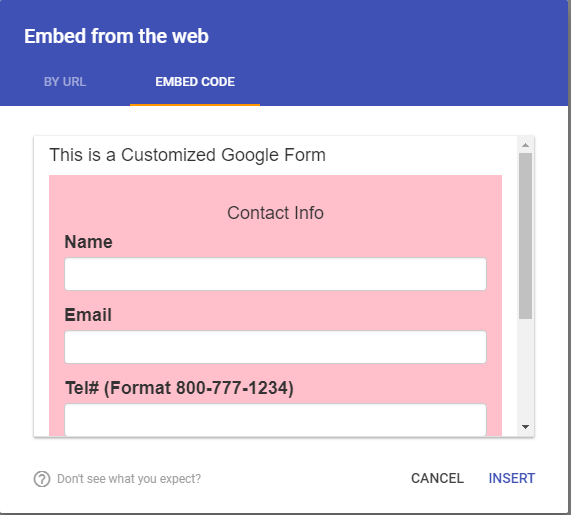 Embed from the web
BY URL
EMBED CODE
This is a Customized Google Form
Contact Info
Name
Email
Tel# (Format 800-777-1234)
Don't see what you expect?
CANCEL
INSERT